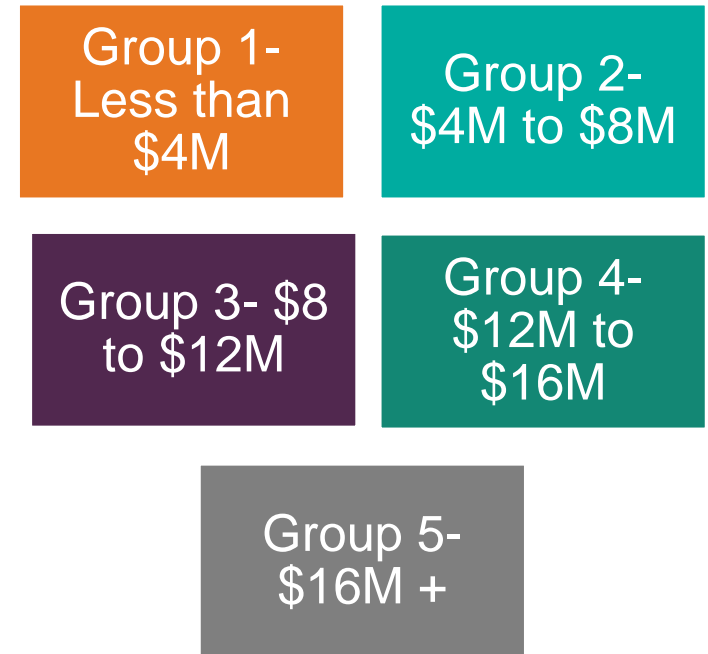 Group 1-
Less than
$4M
Group 2-
$4M to $8M
Group 3- $8
to $12M
Group 4-
$12M to
$16M
Group 5-
$16M +